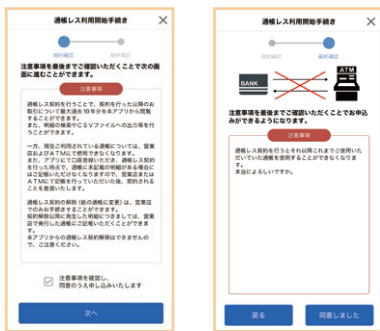 通帳レス利用開始手続き
規約確認
最終確認
注意事項を最後までご確認いただくことで次の画
面に進むことができます。
注意事項
通帳レス契約を行うことで、契約を行った以降のお
取引について最大過去10年分を本アプリから閲覧
することができます。
また、明細の検索やCSVファイルへの出力等を行
うことができます。
一方、現在ご利用されている通帳については、営業
店およびATMにて使用できなくなります。
また、アプリにて口座登録いただき、通帳レス契約
を行った時点で、通帳に未記載の明細がある場合に
はご記帳いただけなくなりますので、営業店または
ATMにて記帳を行っていただいた後、契約される
ことを推奨いたします。
通帳レス契約の解除(紙の通帳に変更)は、営業店
でのみお手続きすることができます。
契約解除以降に発生した明細につきましては、営業
店で発行した通帳にご記帳いただくことができま
す。
本アプリからの通帳レス契約解除はできませんの
で、ご注意ください。
注意事項を確認し、
同意のうえ申し込みいたします
次へ
通帳レス利用開始手続き
規約確認
最終確認
BANK
ATM
注意事項を最後までご確認いただくことでお申込
みができるようになります。
注意事項
通帳レス契約を行うとそれ以降これまでご使用いた
だいていた通帳を使用することができなくなりま
す。
本当によろしいですか。
戻る
同意しました